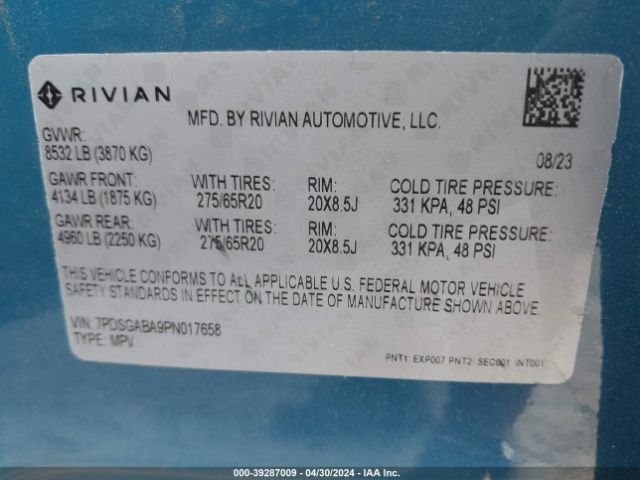 RIVIAN
MFD. BY RIVIAN AUTOMOTIVE, LLC.
GVWR:
8532 LB (3870 KG)
08/23
GAWR FRONT: WITH TIRES: RIM: COLD TIRE PRESSURE:
4134 LB (1875 KG) 275/65R20 20X8.5J 331 KPA, 48 PSI
GAWR REAR: WITH TIRES: RIM: COLD TIRE PRESSURE:
4960 LB (2250 KG) 275/65R20 20X8.5J 331 KPA, 48 PSI
THIS VEHICLE CONFORMS TO ALL APPLICABLE U.S. FEDERAL MOTOR VEHICLE
SAFETY STANDARDS IN EFFECT ON THE DATE OF MANUFACTURE SHOWN ABOVE.
VIN: 7PDSGABA9PN017658
TYPE: MPV
PNT1: EXP007 PNT2: SEC001 INT001
000-39287009 - 04/30/2024 - IAA Inc.